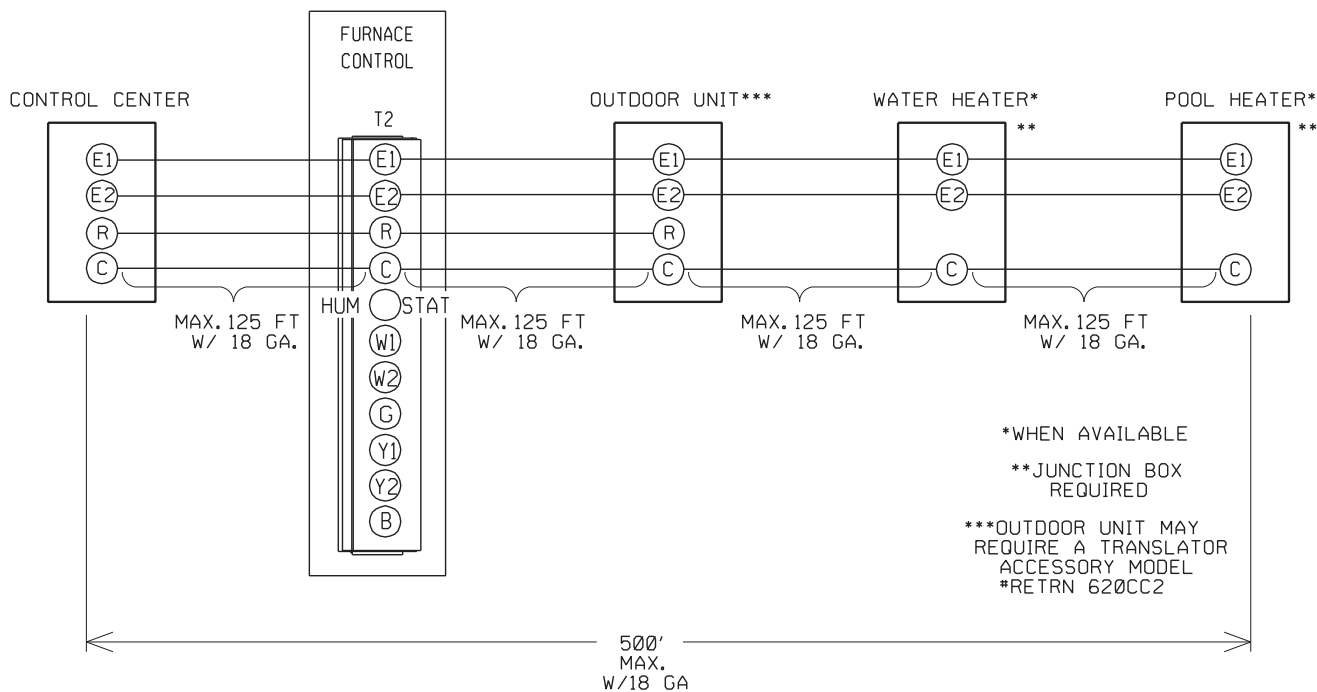 FURNACE
CONTROL
CONTROL CENTER
OUTDOOR UNIT***
WATER HEATER*
**
POOL HEATER*
**
T2
E1 E1 E1 E1 E1
E2 E2 E2 E2 E2
R R R
C C C C C
HUM STAT
MAX. 125 FT
W/ 18 GA.
MAX. 125 FT
W/ 18 GA.
MAX. 125 FT
W/ 18 GA.
MAX. 125 FT
W/ 18 GA.
W1
W2
G
Y1
Y2
B
*WHEN AVAILABLE
**JUNCTION BOX
REQUIRED
***OUTDOOR UNIT MAY
REQUIRE A TRANSLATOR
ACCESSORY MODEL
#RETRN 620CC2
500'
MAX.
W/18 GA